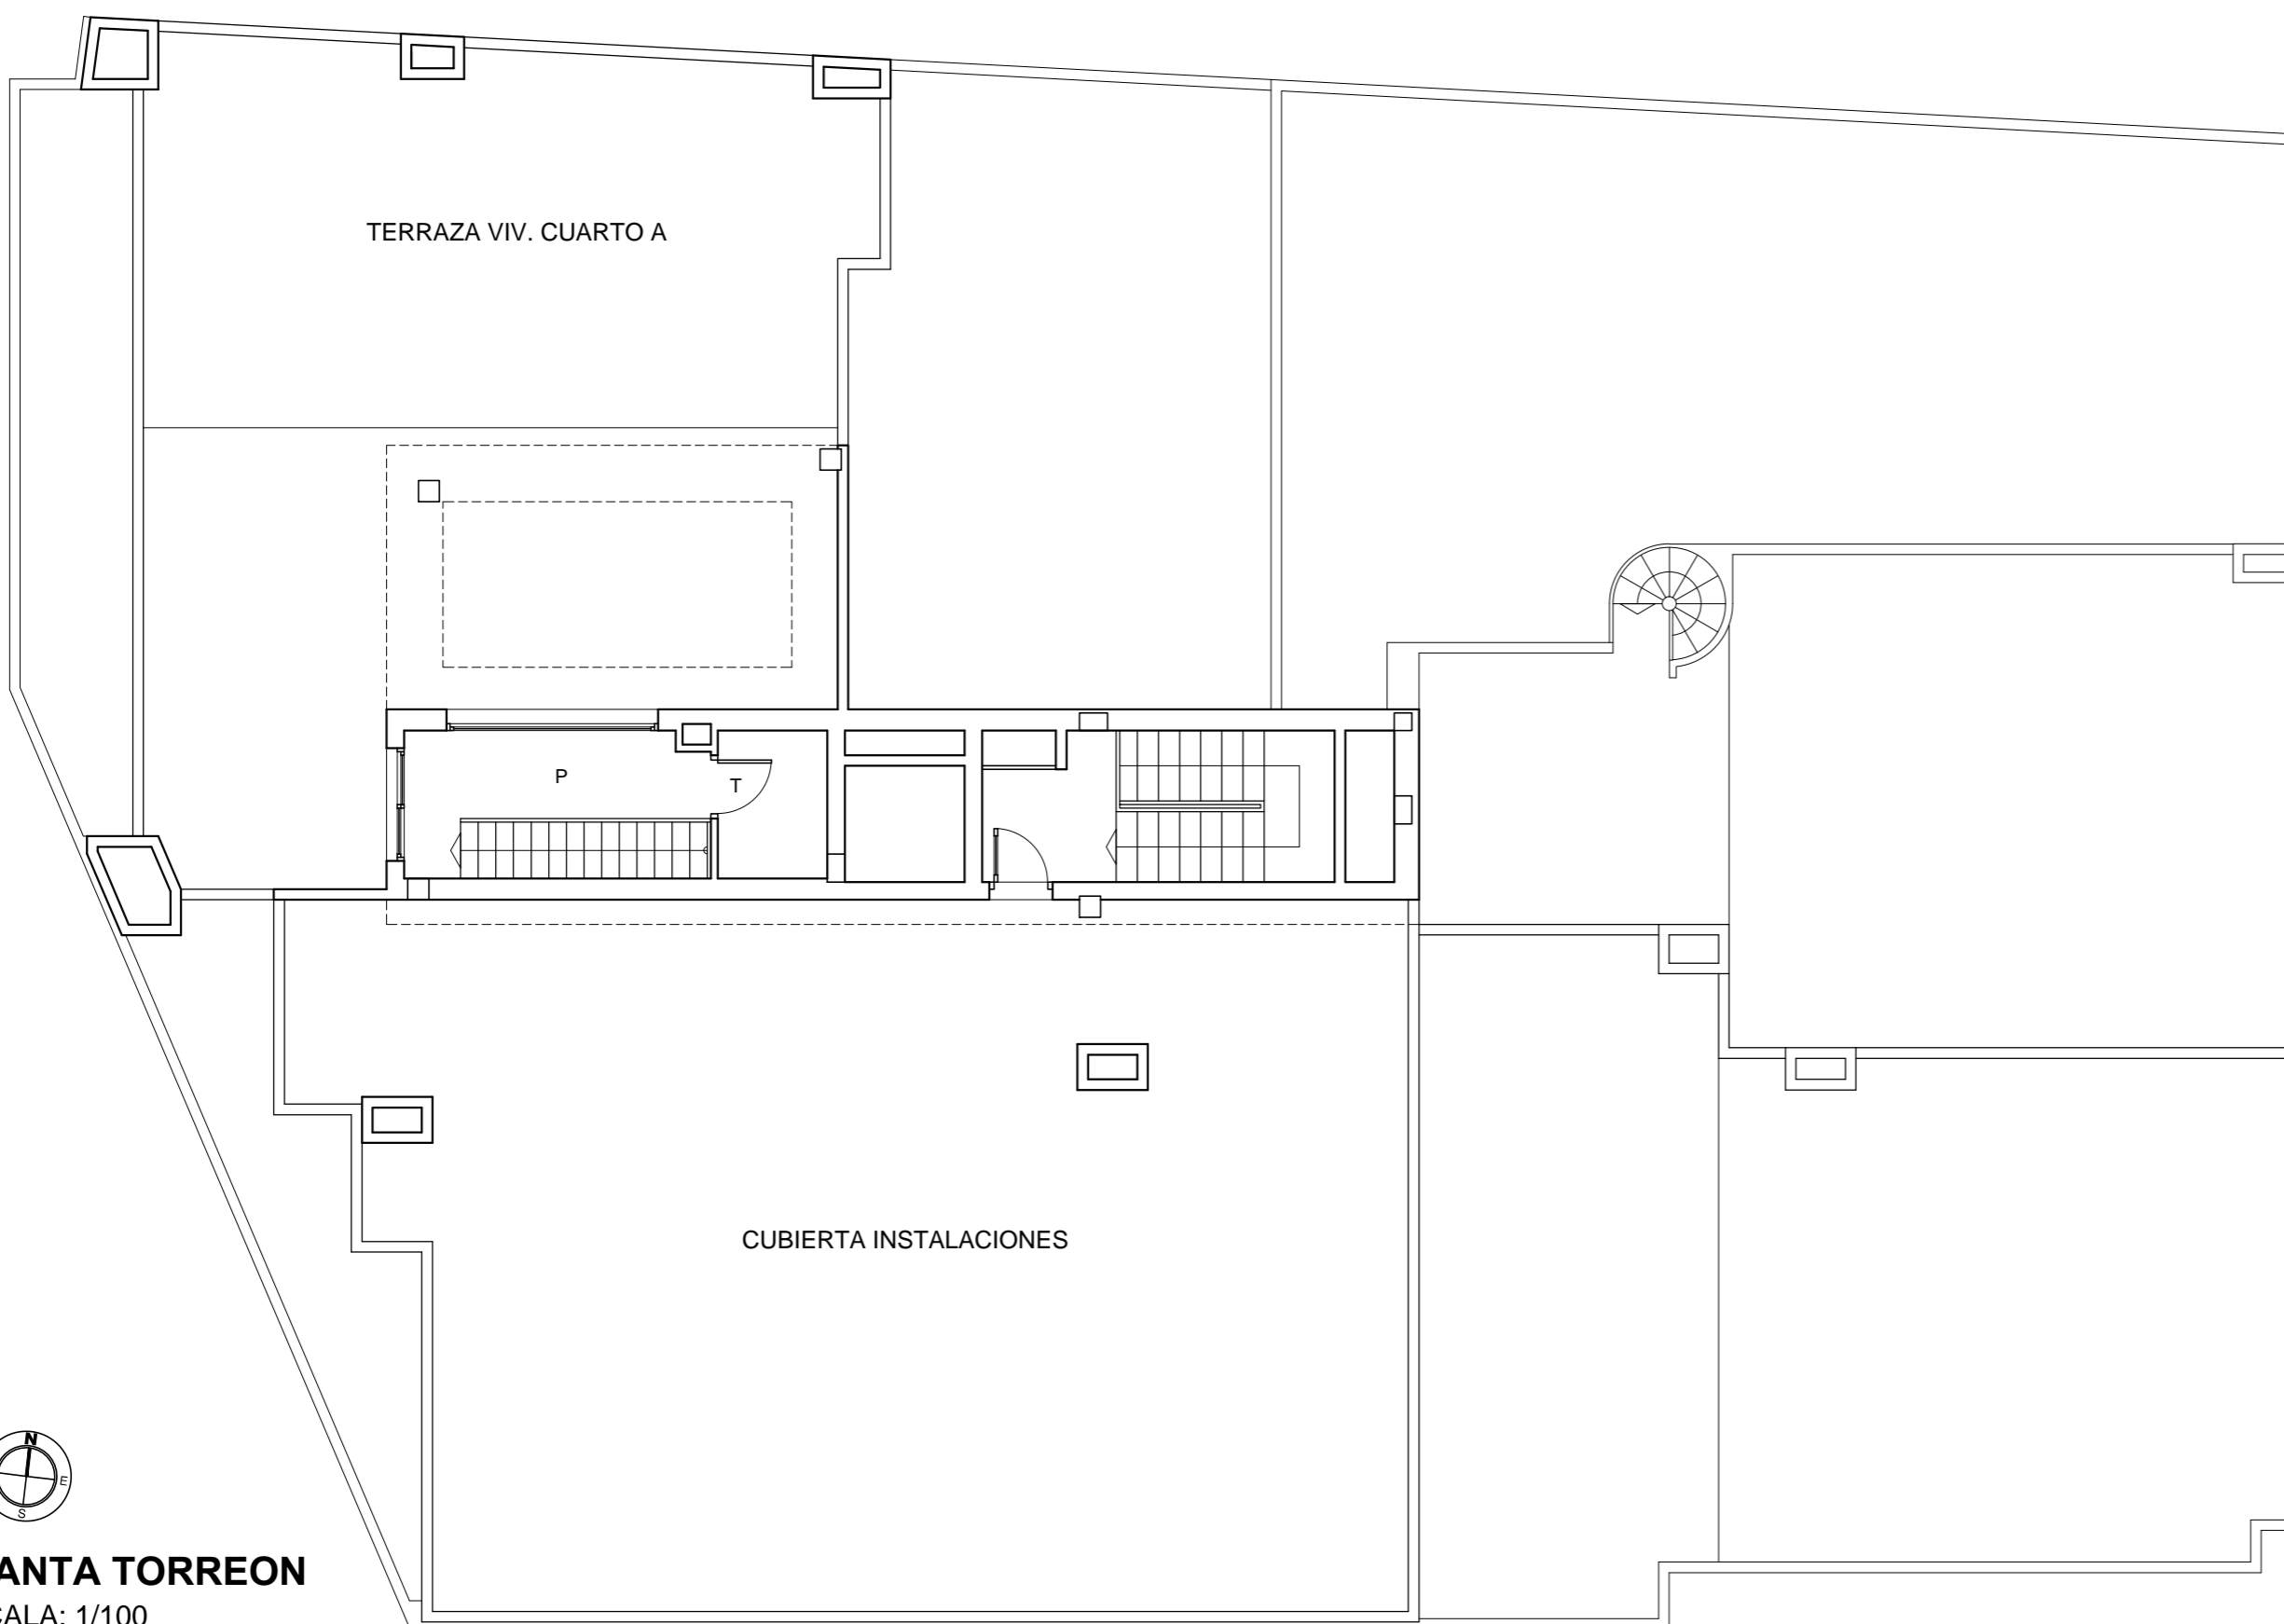 TERRAZA VIV. CUARTO A
P
T
CUBIERTA INSTALACIONES
N
E
S
ANTA TORREON
CALA: 1/100